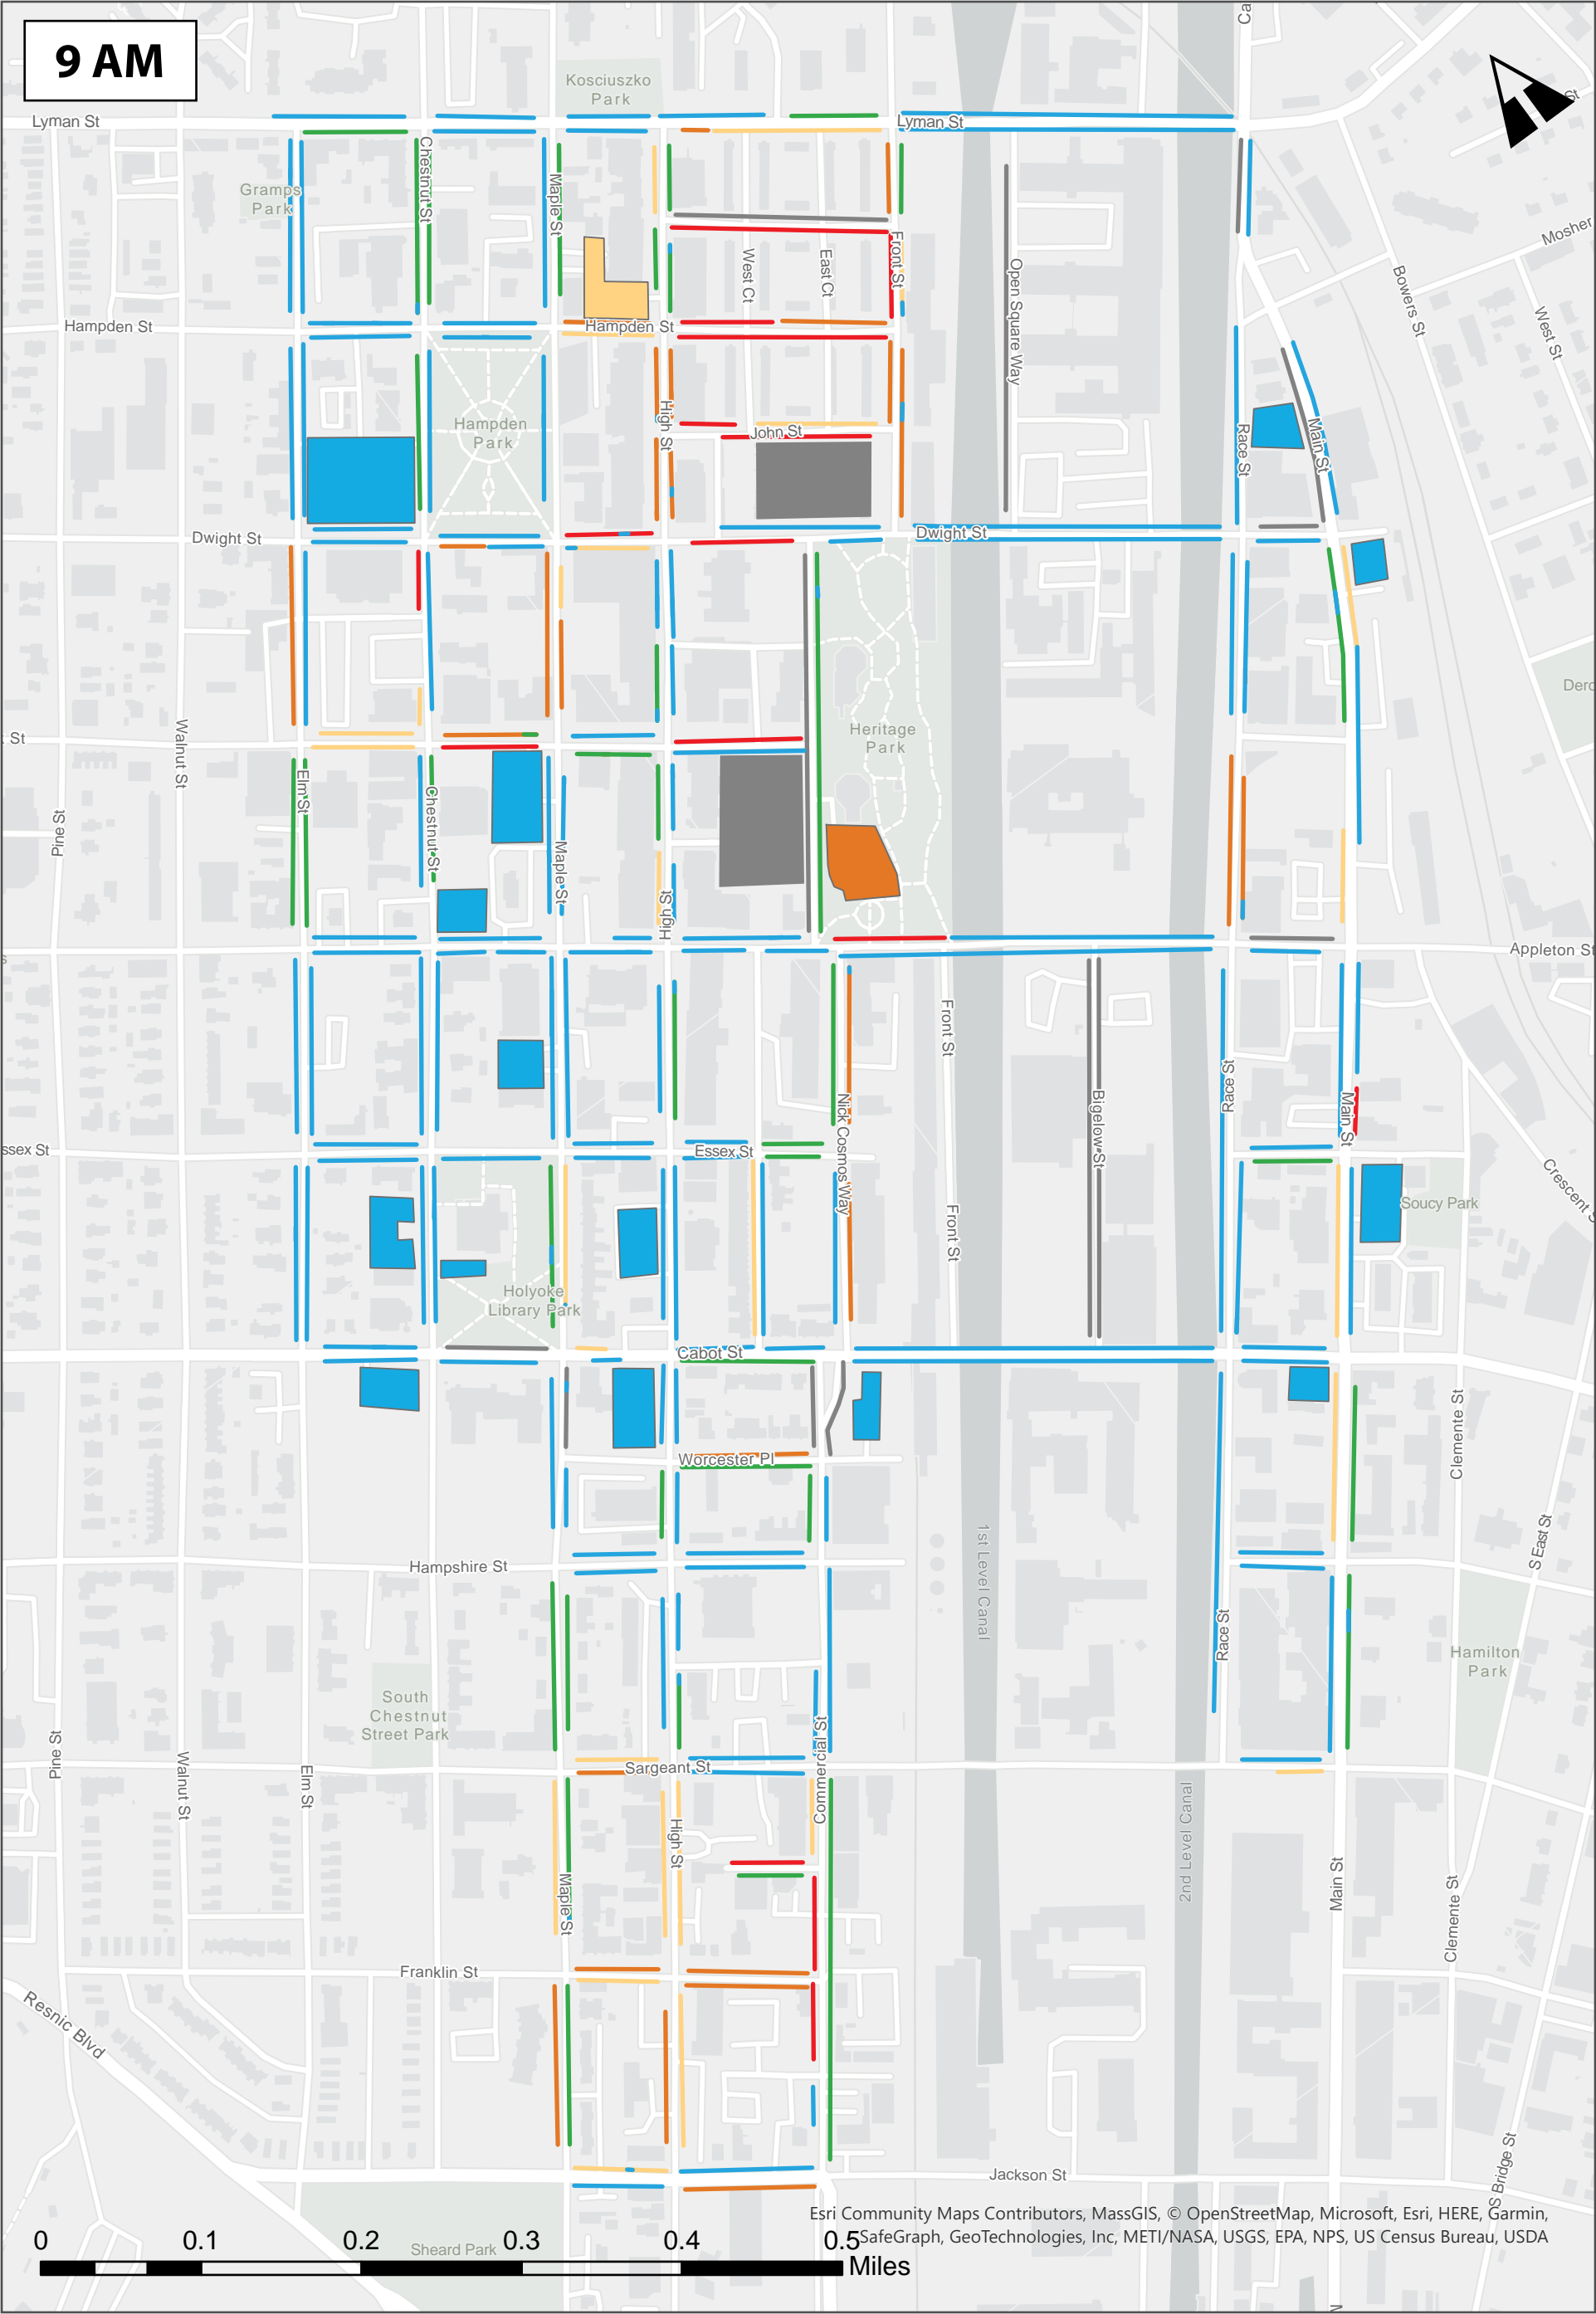 9 AM
Ca
Kosciuszko
Park
St
Lyman St
Lyman St
Chestnut St
Maple St
Gramps
Park
Mosher
Front St
West Ct
East Ct
Open Square Way
Bowers St
West St
Hampden St
Hampden St
Hampden
Park
High St
John St
Race St
Main St
Dwight St
Dwight St
Derc
St
Walnut St
Heritage
Park
Elm St
Pine St
Chestnut St
Maple St
High St
Appleton St
s
Front St
Race St
Nick Cosmos Way
Bigelow St
Main St
ssex St
Essex St
Crescent S
Soucy Park
Front St
Holyoke
Library Park
Cabot St
Clemente St
Worcester Pl
1st Level Canal
S East St
Hampshire St
Race St
Hamilton
Park
South
Chestnut
Street Park
Pine St
Walnut St
Elm St
Sargeant St
Commercial St
High St
2nd Level Canal
Main St
Maple St
Clemente St
Franklin St
Resnic Blvd
Jackson St
S Bridge St
Esri Community Maps Contributors, MassGIS, © OpenStreetMap, Microsoft, Esri, HERE, Garmin,
SafeGraph, GeoTechnologies, Inc, METI/NASA, USGS, EPA, NPS, US Census Bureau, USDA
0 0.1 0.2 0.3 0.4 0.5
Miles
Sheard Park